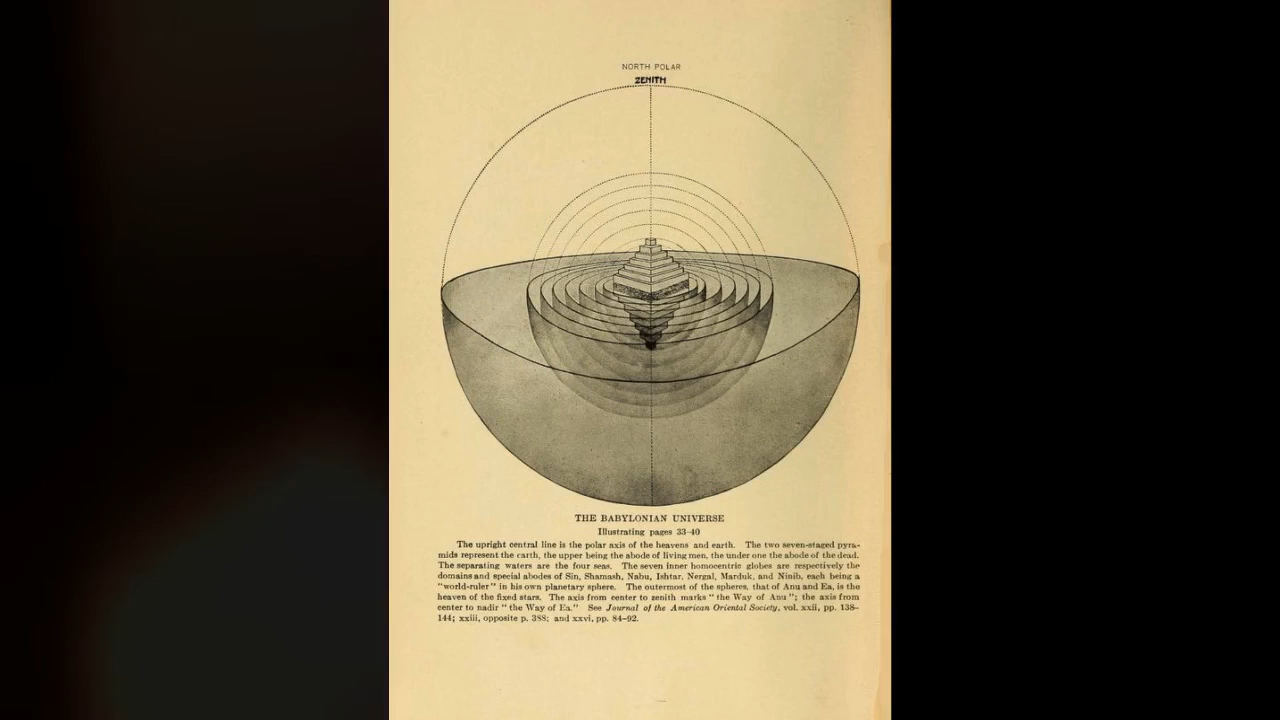 NORTH POLAR
ZENITH
THE BABYLONIAN UNIVERSE
Illustrating pages 33-40
The upright central line is the polar axis of the heavens and earth. The two seven-staged pyra-
mids represent the earth, the upper being the abode of living men, the under one the abode of the dead.
The separating waters are the four seas. The seven inner homocentric globes are respectively the
domains and special abodes of Sin, Shamash, Nabu, Ishtar, Nergal, Marduk, and Ninib, each being a
"world-ruler" in his own planetary sphere. The outermost of the spheres, that of Anu and Ea, is the
heaven of the fixed stars. The axis from center to zenith marks "the Way of Anu"; the axis from
center to nadir "the Way of Ea." See Journal of the American Oriental Society, vol. xxii, pp. 138–
144; xxiii, opposite p. 388; and xxvi, pp. 84–92.